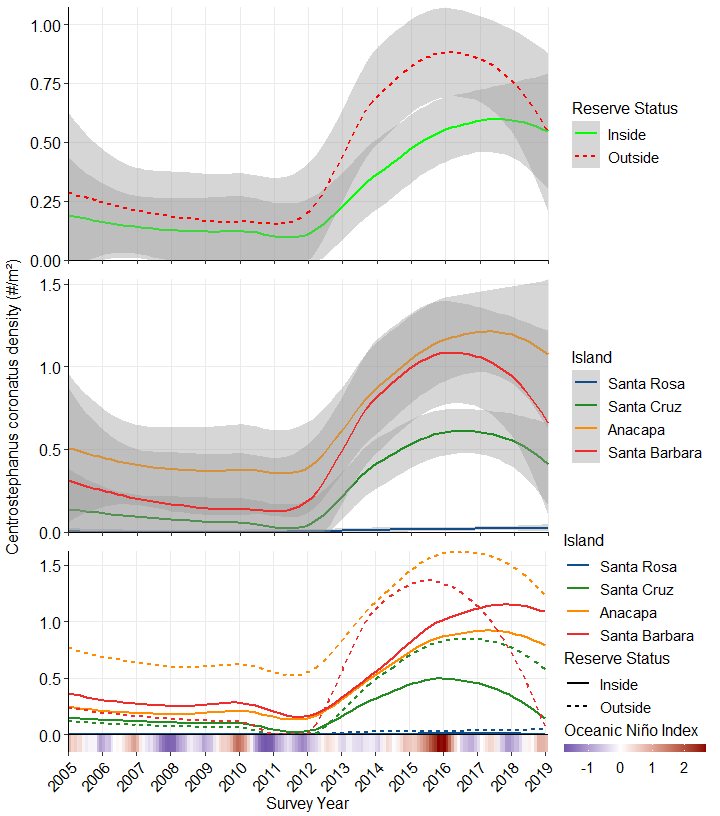 Centrostephanus coronatus density (#/m²)
1.00
0.75
0.50
0.25
0.00
Reserve Status
Inside
Outside
1.5
1.0
0.5
0.0
Island
Santa Rosa
Santa Cruz
Anacapa
Santa Barbara
1.5
1.0
0.5
0.0
Island
Santa Rosa
Santa Cruz
Anacapa
Santa Barbara
Reserve Status
Inside
Outside
Oceanic Niño Index
-1 0 1 2
2005 2006 2007 2008 2009 2010 2011 2012 2013 2014 2015 2016 2017 2018 2019
Survey Year